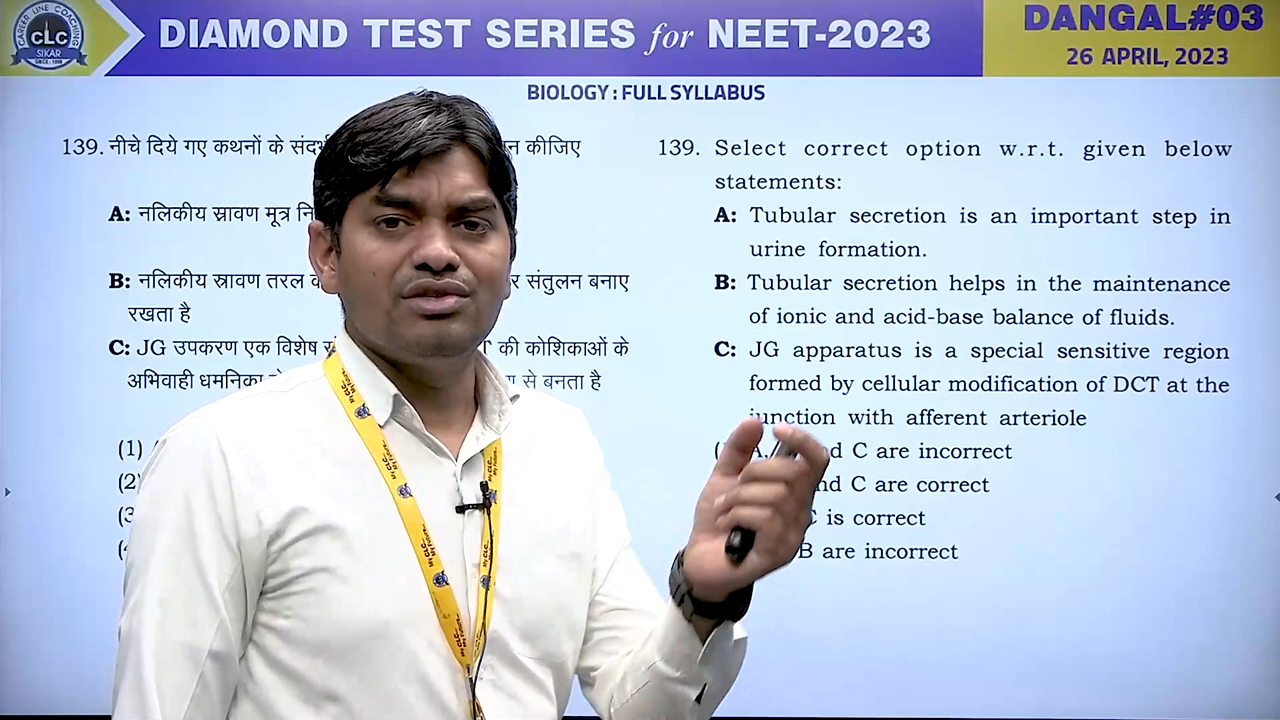 CAREER LINE COACHING
CLC
SIKAR
SINCE : 1996
DIAMOND TEST SERIES for NEET-2023
DANGAL#03
26 APRIL, 2023
BIOLOGY : FULL SYLLABUS
139. नीचे दिये गए कथनों के कीजिए
A: नलिकीय स्रावण मूत्र
B: नलिकीय स्रावण तरल संतुलन बनाए
रखता है
C: JG उपकरण एक विशेष की कोशिकाओं के
अभिवाही धमनिका से बनता है
(1)
(2)
139. Select correct option w.r.t. given below
statements:
A: Tubular secretion is an important step in
urine formation.
B: Tubular secretion helps in the maintenance
of ionic and acid-base balance of fluids.
C: JG apparatus is a special sensitive region
formed by cellular modification of DCT at the
junction with afferent arteriole
C are incorrect
C are correct
C is correct
B are incorrect